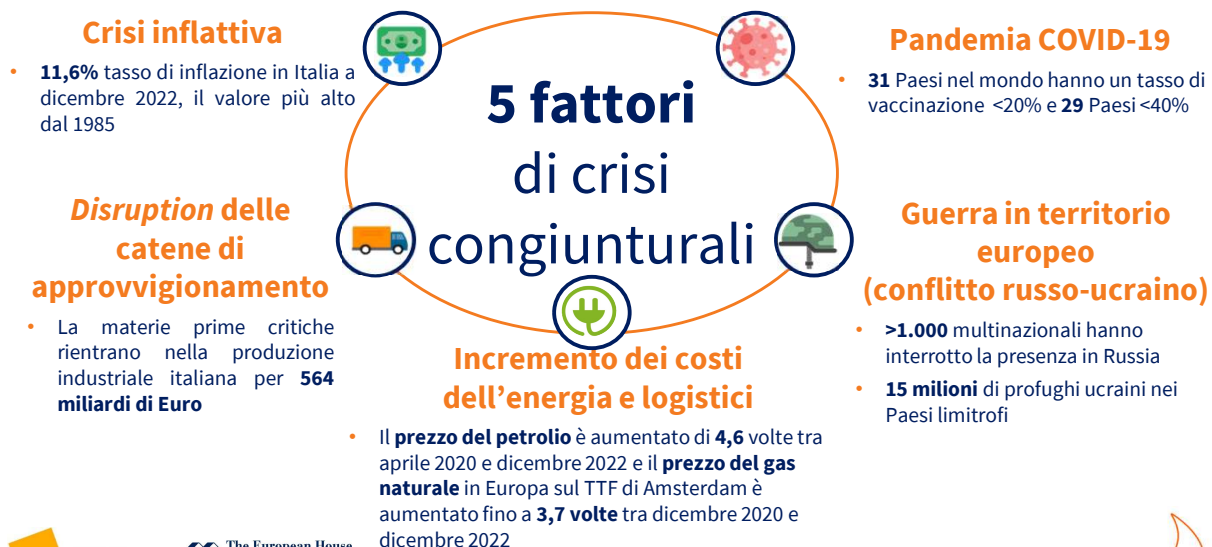 Crisi inflattiva
• 11,6% tasso di inflazione in Italia a
dicembre 2022, il valore più alto
dal 1985
5 fattori
di crisi
congiunturali
Pandemia COVID-19
• 31 Paesi nel mondo hanno un tasso di
vaccinazione <20% e 29 Paesi <40%
Disruption delle
catene di
approvvigionamento
• La materie prime critiche
rientrano nella produzione
industriale italiana per 564
miliardi di Euro
Guerra in territorio
europeo
(conflitto russo-ucraino)
• >1.000 multinazionali hanno
interrotto la presenza in Russia
• 15 milioni di profughi ucraini nei
Paesi limitrofi
Incremento dei costi
dell’energia e logistici
• Il prezzo del petrolio è aumentato di 4,6 volte tra
aprile 2020 e dicembre 2022 e il prezzo del gas
naturale in Europa sul TTF di Amsterdam è
aumentato fino a 3,7 volte tra dicembre 2020 e
dicembre 2022
The European House